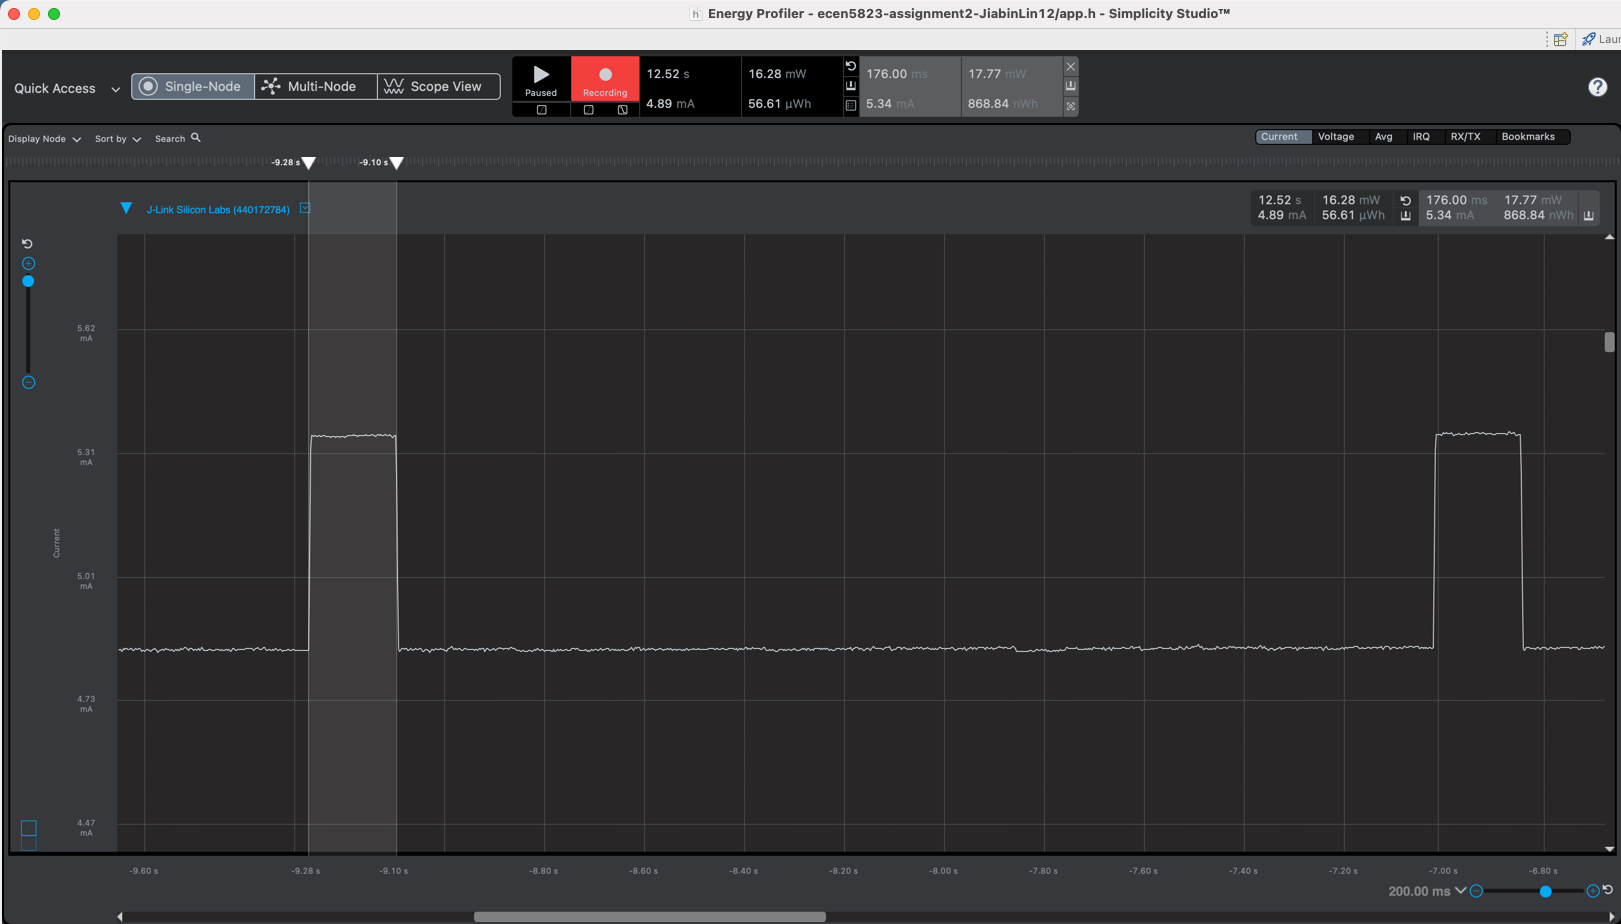 Energy Profiler - ecen5823-assignment2-JiabinLin12/app.h - Simplicity Studio™
Laur
Quick Access
Single-Node
Multi-Node
Scope View
Paused
Recording
12.52 s
4.89 mA
16.28 mW
56.61 µWh
176.00 ms
5.34 mA
17.77 mW
868.84 nWh
?
Display Node
Sort by
Search
Current
Voltage
Avg
IRQ
RX/TX
Bookmarks
-9.28 s
-9.10 s
J-Link Silicon Labs (440172784)
12.52 s
4.89 mA
16.28 mW
56.61 µWh
176.00 ms
5.34 mA
17.77 mW
868.84 nWh
5.62
mA
5.31
mA
Current
5.01
mA
4.73
mA
4.47
mA
-9.60 s
-9.28 s
-9.10 s
-8.80 s
-8.60 s
-8.40 s
-8.20 s
-8.00 s
-7.80 s
-7.60 s
-7.40 s
-7.20 s
-7.00 s
-6.80 s
200.00 ms